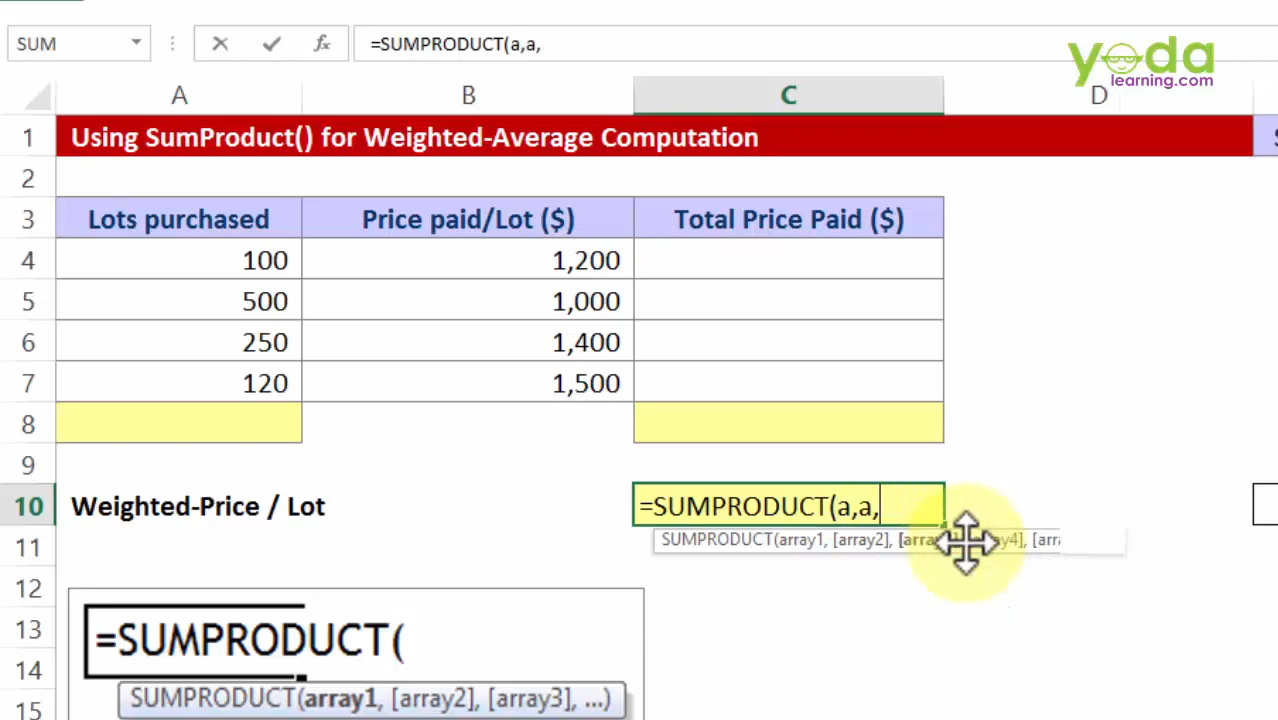 SUM =SUMPRODUCT(a,a,
yoda
learning.com
A B C D
1 Using SumProduct() for Weighted-Average Computation
2
3 Lots purchased Price paid/Lot ($) Total Price Paid ($)
4 100 1,200
5 500 1,000
6 250 1,400
7 120 1,500
8
9
10 Weighted-Price / Lot =SUMPRODUCT(a,a,
11 SUMPRODUCT(array1, [array2],
12
13 =SUMPRODUCT(
14
15 SUMPRODUCT(array1, [array2], [array3], ...)